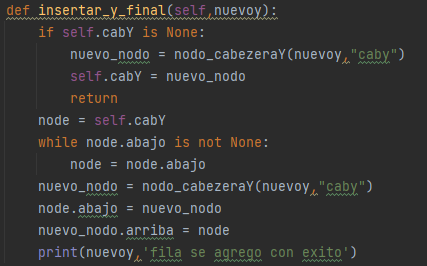 def insertar_y_final(self,nuevoy):
    if self.cabY is None:
        nuevo_nodo = nodo_cabezeraY(nuevoy,"caby")
        self.cabY = nuevo_nodo
        return
    node = self.cabY
    while node.abajo is not None:
        node = node.abajo
    nuevo_nodo = nodo_cabezeraY(nuevoy,"caby")
    node.abajo = nuevo_nodo
    nuevo_nodo.arriba = node
    print(nuevoy,'fila se agrego con exito')